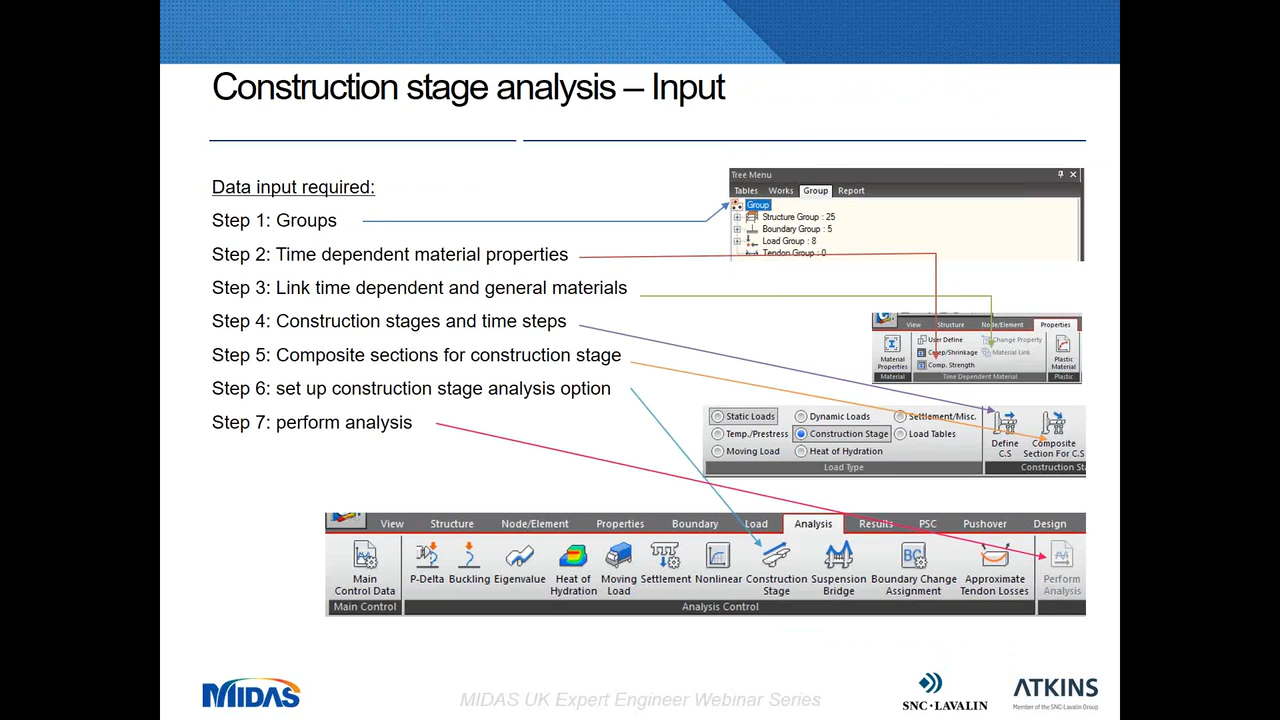 Construction stage analysis – Input
Data input required:
Step 1: Groups
Step 2: Time dependent material properties
Step 3: Link time dependent and general materials
Step 4: Construction stages and time steps
Step 5: Composite sections for construction stage
Step 6: set up construction stage analysis option
Step 7: perform analysis
Tree Menu
Tables Works Group Report
Group
Structure Group : 25
Boundary Group : 5
Load Group : 8
Tendon Group : 0
View Structure Node/Element Properties
Material Properties
User Define
Creep/Shrinkage
Comp. Strength
Change Property
Material Link
Plastic Material
Material Time Dependent Material Plastic
Static Loads Dynamic Loads Settlement/Misc.
Temp./Prestress Construction Stage Load Tables
Moving Load Heat of Hydration
Load Type
Define C.S
Composite Section For C.S
Construction Sta
View Structure Node/Element Properties Boundary Load Analysis Results PSC Pushover Design
Main Control Data
P-Delta Buckling Eigenvalue Heat of Hydration Moving Load Settlement Nonlinear Construction Stage Suspension Bridge Boundary Change Assignment Approximate Tendon Losses
Perform Analysis
Main Control Analysis Control
MIDAS
MIDAS UK Expert Engineer Webinar Series
SNC•LAVALIN
ATKINS
Member of the SNC-Lavalin Group